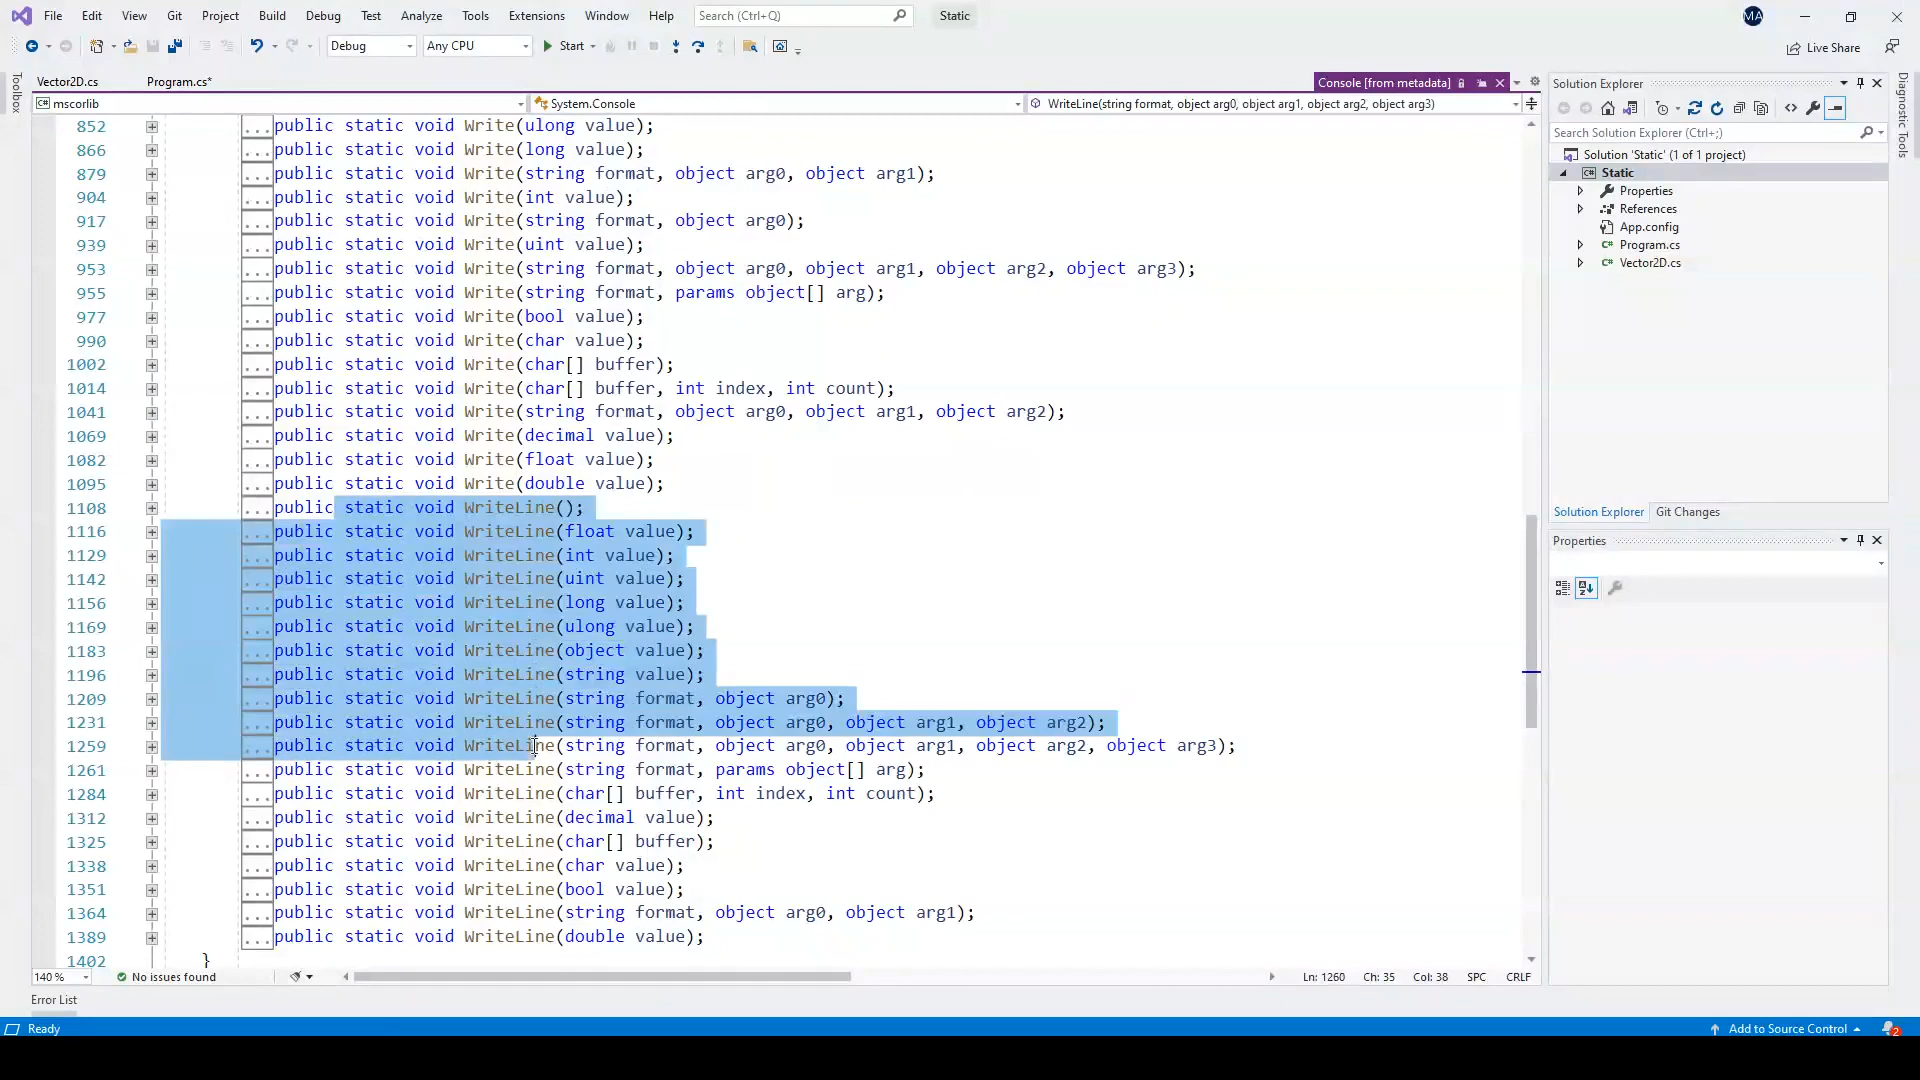 File Edit View Git Project Build Debug Test Analyze Tools Extensions Window Help Search (Ctrl+Q) Static MA
Debug Any CPU Start Live Share
Toolbox
Vector2D.cs Program.cs* Console [from metadata]
mscorlib System.Console WriteLine(string format, object arg0, object arg1, object arg2, object arg3)
852 ... public static void Write(ulong value);
866 ... public static void Write(long value);
879 ... public static void Write(string format, object arg0, object arg1);
904 ... public static void Write(int value);
917 ... public static void Write(string format, object arg0);
939 ... public static void Write(uint value);
953 ... public static void Write(string format, object arg0, object arg1, object arg2, object arg3);
955 ... public static void Write(string format, params object[] arg);
977 ... public static void Write(bool value);
990 ... public static void Write(char value);
1002 ... public static void Write(char[] buffer);
1014 ... public static void Write(char[] buffer, int index, int count);
1041 ... public static void Write(string format, object arg0, object arg1, object arg2);
1069 ... public static void Write(decimal value);
1082 ... public static void Write(float value);
1095 ... public static void Write(double value);
1108 ... public static void WriteLine();
1116 ... public static void WriteLine(float value);
1129 ... public static void WriteLine(int value);
1142 ... public static void WriteLine(uint value);
1156 ... public static void WriteLine(long value);
1169 ... public static void WriteLine(ulong value);
1183 ... public static void WriteLine(object value);
1196 ... public static void WriteLine(string value);
1209 ... public static void WriteLine(string format, object arg0);
1231 ... public static void WriteLine(string format, object arg0, object arg1, object arg2);
1259 ... public static void WriteLine(string format, object arg0, object arg1, object arg2, object arg3);
1261 ... public static void WriteLine(string format, params object[] arg);
1284 ... public static void WriteLine(char[] buffer, int index, int count);
1312 ... public static void WriteLine(decimal value);
1325 ... public static void WriteLine(char[] buffer);
1338 ... public static void WriteLine(char value);
1351 ... public static void WriteLine(bool value);
1364 ... public static void WriteLine(string format, object arg0, object arg1);
1389 ... public static void WriteLine(double value);
1402 }
140 % No issues found Ln: 1260 Ch: 35 Col: 38 SPC CRLF
Error List
Ready Add to Source Control 2
Solution Explorer
Search Solution Explorer (Ctrl+;)
Solution 'Static' (1 of 1 project)
C# Static
Properties
References
App.config
C# Program.cs
C# Vector2D.cs
Solution Explorer Git Changes
Properties
Diagnostic Tools